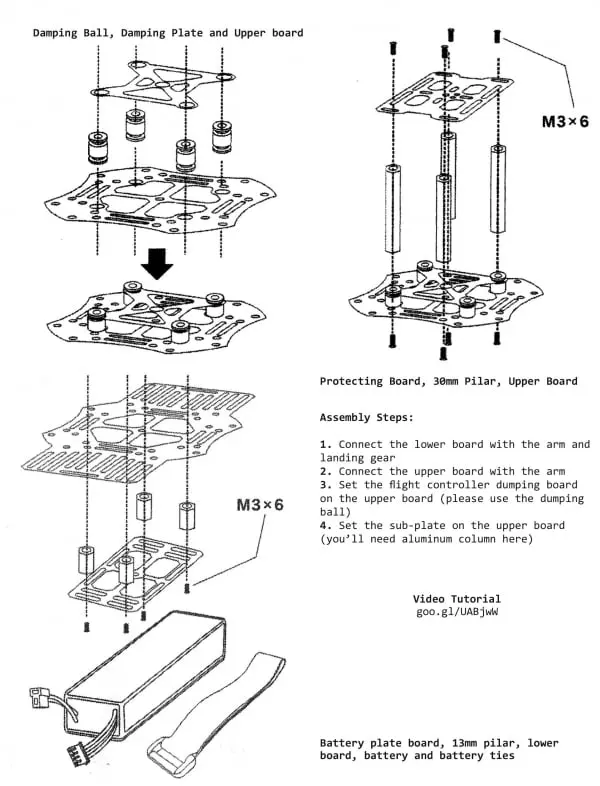 Damping Ball, Damping Plate and Upper board
M3×6
Protecting Board, 30mm Pilar, Upper Board
Assembly Steps:
1. Connect the lower board with the arm and
landing gear
2. Connect the upper board with the arm
3. Set the flight controller dumping board
on the upper board (please use the dumping
ball)
4. Set the sub-plate on the upper board
(you'll need aluminum column here)
M3×6
Video Tutorial
goo.gl/UABjwW
Battery plate board, 13mm pilar, lower
board, battery and battery ties